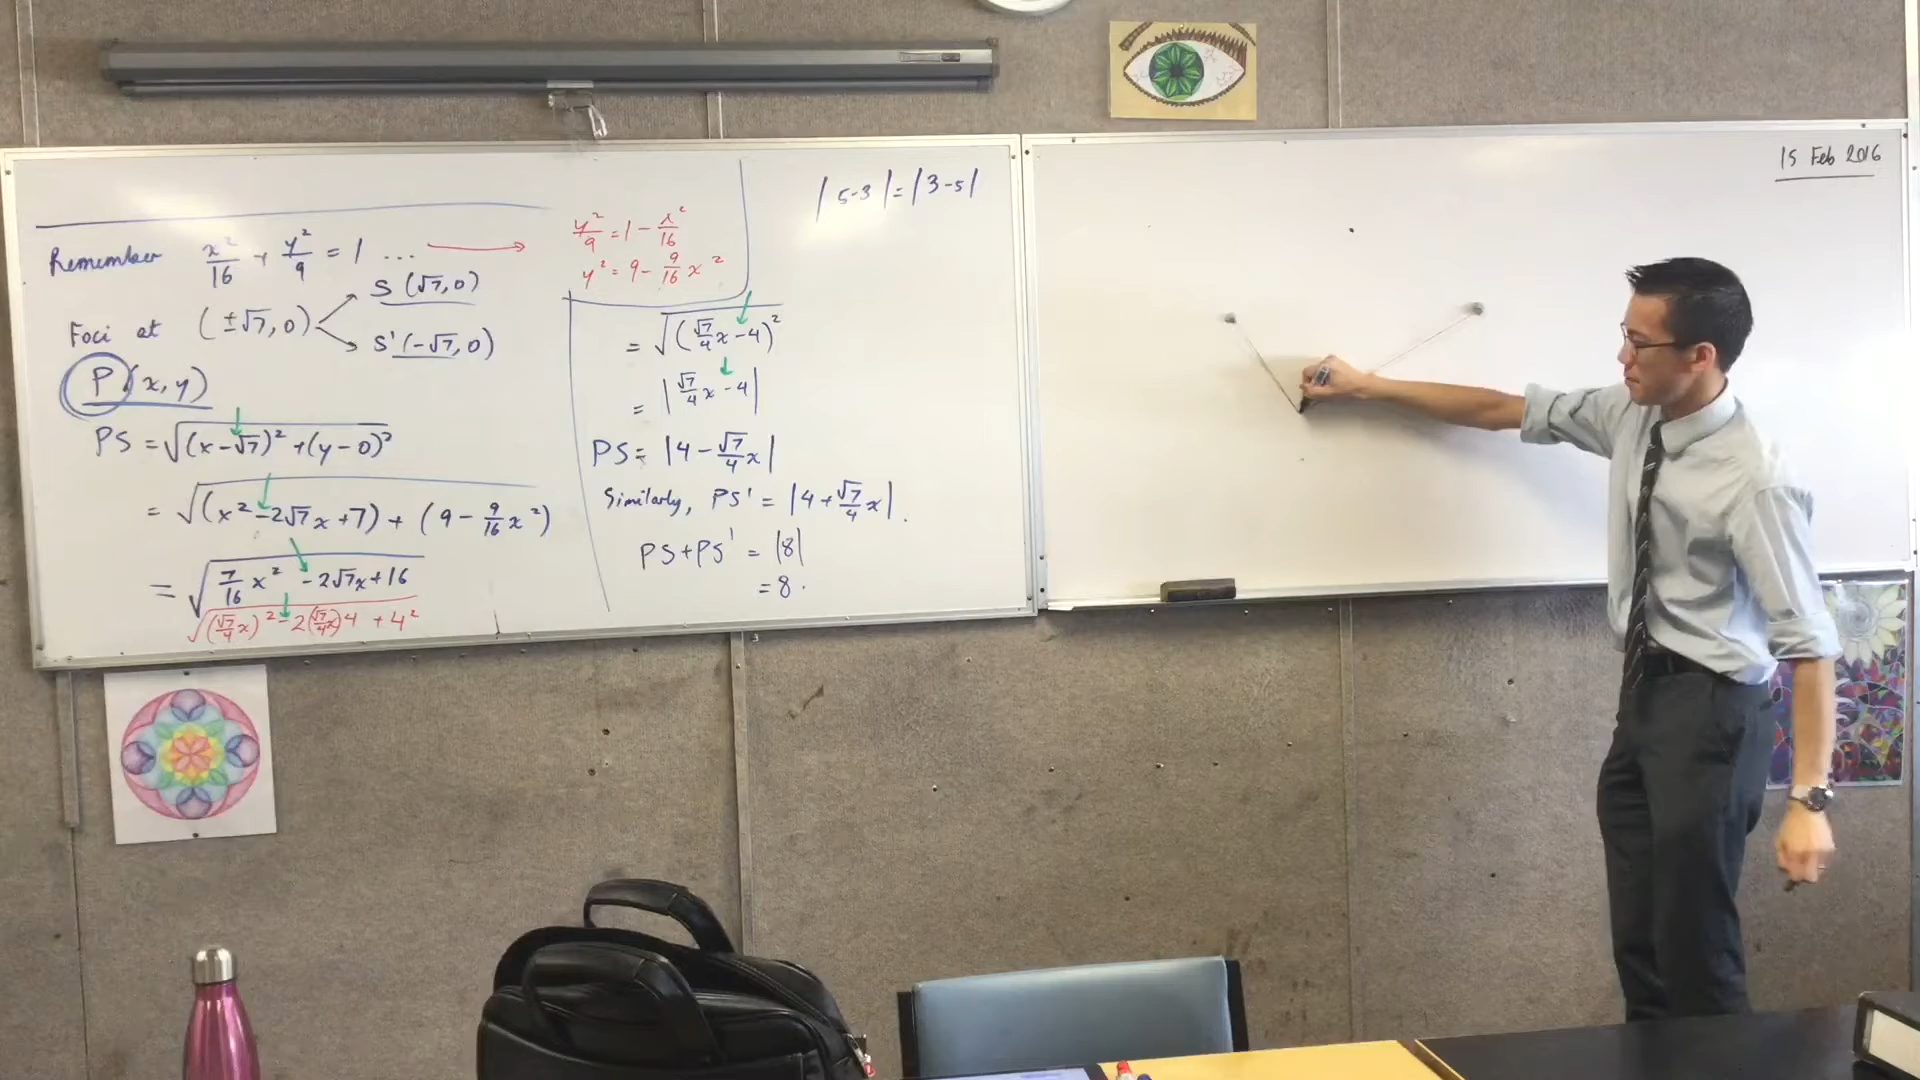 Remember x²/16 + y²/9 = 1 ...
Foci at (±√7, 0)
S (√7, 0)
S' (-√7, 0)
P (x, y)
PS = √((x-√7)² + (y-0)²)
= √((x² - 2√7x + 7) + (9 - 9/16 x²))
= √(7/16 x² - 2√7x + 16)
√((√7/4 x)² - 2(√7/4 x)4 + 4²)
y²/9 = 1 - x²/16
y² = 9 - 9/16 x²
= √((√7/4 x - 4)²)
= |√7/4 x - 4|
PS = |4 - √7/4 x|
Similarly, PS' = |4 + √7/4 x|.
PS + PS' = |8|
= 8.
|5-3| = |3-5|
15 Feb 2016